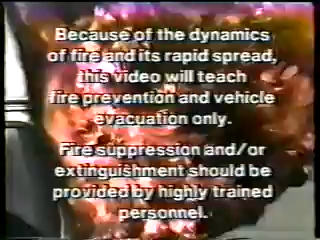 Because of the dynamics
of fire and its rapid spread,
this video will teach
fire prevention and vehicle
evacuation only.
Fire suppression and/or
extinguishment should be
provided by highly trained
personnel.